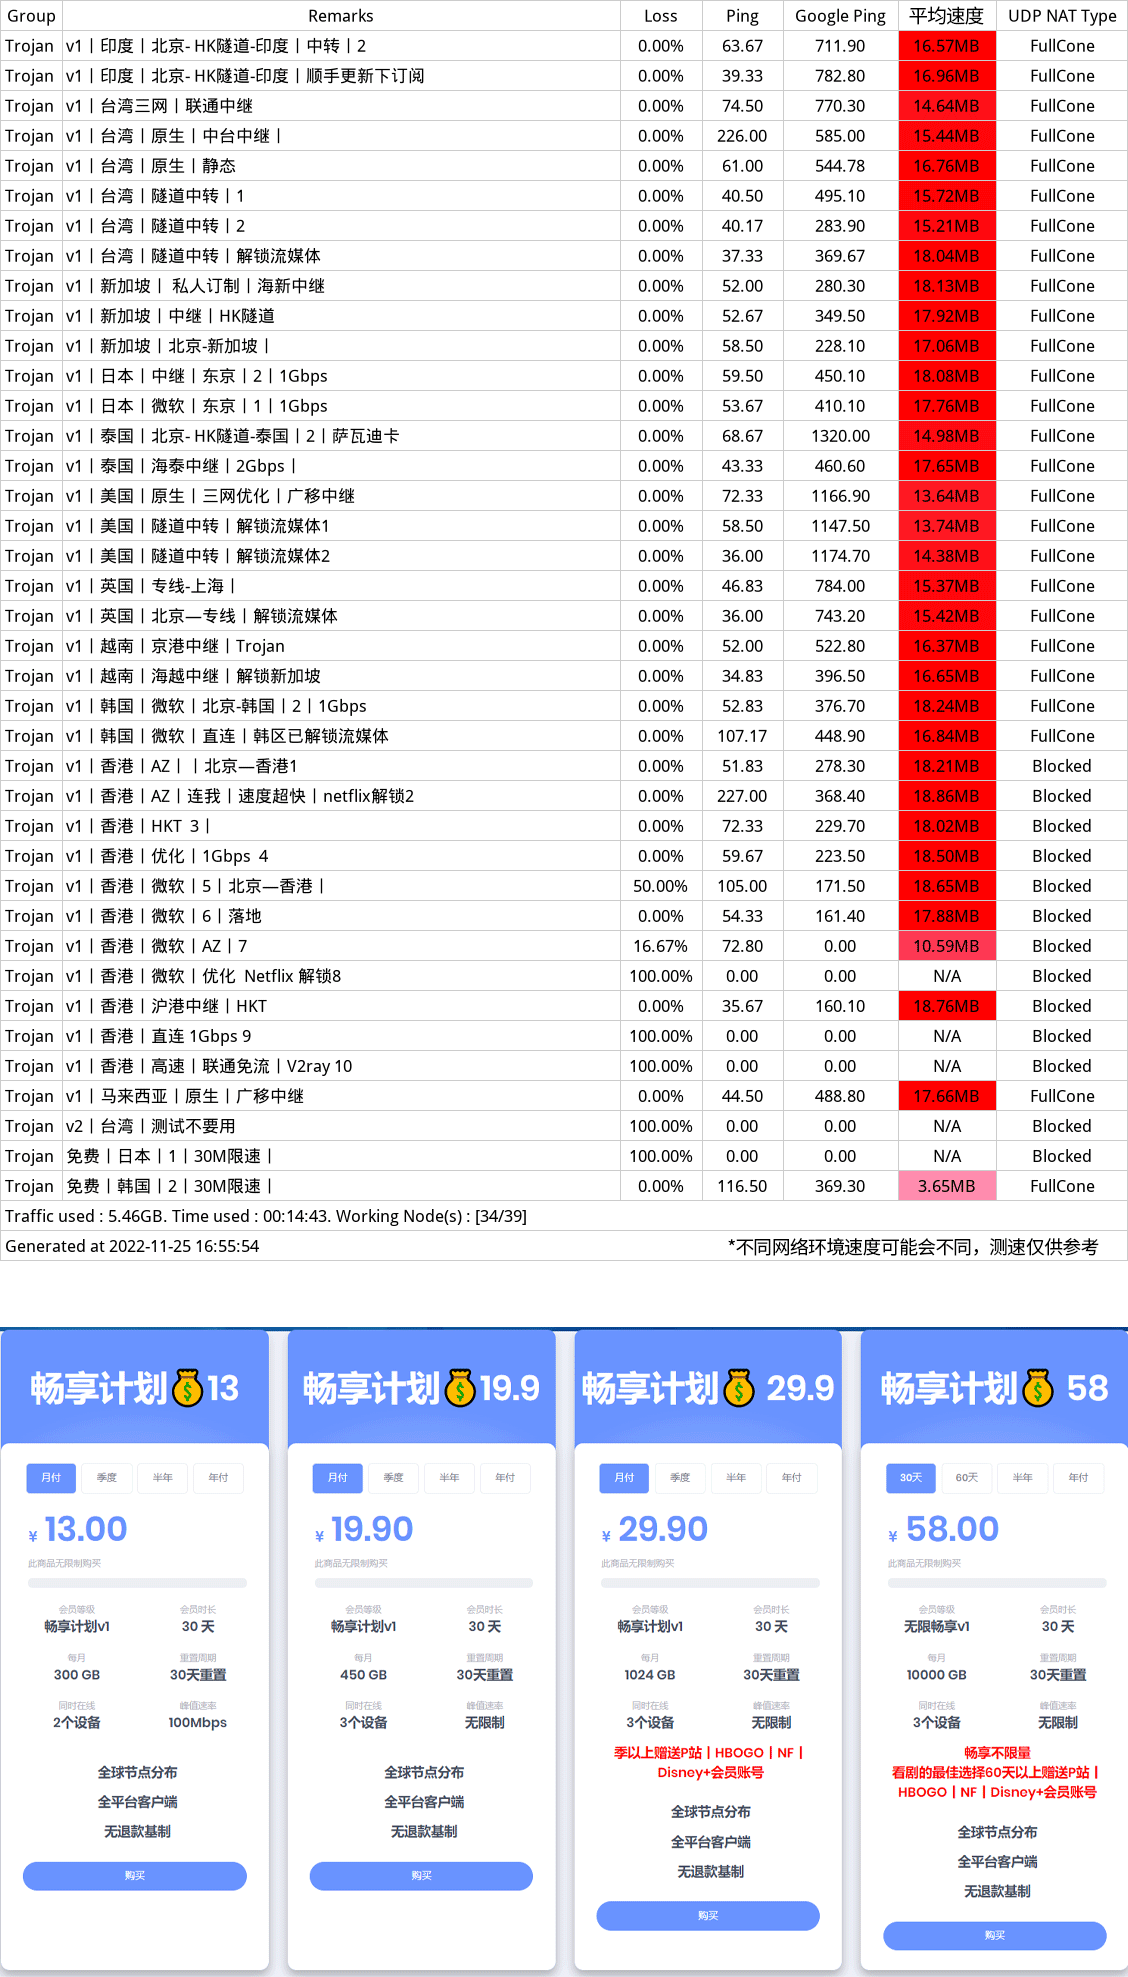 Group Remarks Loss Ping Google Ping 平均速度 UDP NAT Type
Trojan v1丨印度丨北京- HK隧道-印度丨中转丨2 0.00% 63.67 711.90 16.57MB FullCone
Trojan v1丨印度丨北京- HK隧道-印度丨顺手更新下订阅 0.00% 39.33 782.80 16.96MB FullCone
Trojan v1丨台湾三网丨联通中继 0.00% 74.50 770.30 14.64MB FullCone
Trojan v1丨台湾丨原生丨中台中继丨 0.00% 226.00 585.00 15.44MB FullCone
Trojan v1丨台湾丨原生丨静态 0.00% 61.00 544.78 16.76MB FullCone
Trojan v1丨台湾丨隧道中转丨1 0.00% 40.50 495.10 15.72MB FullCone
Trojan v1丨台湾丨隧道中转丨2 0.00% 40.17 283.90 15.21MB FullCone
Trojan v1丨台湾丨隧道中转丨解锁流媒体 0.00% 37.33 369.67 18.04MB FullCone
Trojan v1丨新加坡丨 私人订制丨海新中继 0.00% 52.00 280.30 18.13MB FullCone
Trojan v1丨新加坡丨中继丨HK隧道 0.00% 52.67 349.50 17.92MB FullCone
Trojan v1丨新加坡丨北京-新加坡丨 0.00% 58.50 228.10 17.06MB FullCone
Trojan v1丨日本丨中继丨东京丨2丨1Gbps 0.00% 59.50 450.10 18.08MB FullCone
Trojan v1丨日本丨微软丨东京丨1丨1Gbps 0.00% 53.67 410.10 17.76MB FullCone
Trojan v1丨泰国丨北京- HK隧道-泰国丨2丨萨瓦迪卡 0.00% 68.67 1320.00 14.98MB FullCone
Trojan v1丨泰国丨海泰中继丨2Gbps丨 0.00% 43.33 460.60 17.65MB FullCone
Trojan v1丨美国丨原生丨三网优化丨广移中继 0.00% 72.33 1166.90 13.64MB FullCone
Trojan v1丨美国丨隧道中转丨解锁流媒体1 0.00% 58.50 1147.50 13.74MB FullCone
Trojan v1丨美国丨隧道中转丨解锁流媒体2 0.00% 36.00 1174.70 14.38MB FullCone
Trojan v1丨英国丨专线-上海丨 0.00% 46.83 784.00 15.37MB FullCone
Trojan v1丨英国丨北京—专线丨解锁流媒体 0.00% 36.00 743.20 15.42MB FullCone
Trojan v1丨越南丨京港中继丨Trojan 0.00% 52.00 522.80 16.37MB FullCone
Trojan v1丨越南丨海越中继丨解锁新加坡 0.00% 34.83 396.50 16.65MB FullCone
Trojan v1丨韩国丨微软丨北京-韩国丨2丨1Gbps 0.00% 52.83 376.70 18.24MB FullCone
Trojan v1丨韩国丨微软丨直连丨韩区已解锁流媒体 0.00% 107.17 448.90 16.84MB FullCone
Trojan v1丨香港丨AZ丨丨北京—香港1 0.00% 51.83 278.30 18.21MB Blocked
Trojan v1丨香港丨AZ丨连我丨速度超快丨netflix解锁2 0.00% 227.00 368.40 18.86MB Blocked
Trojan v1丨香港丨HKT 3丨 0.00% 72.33 229.70 18.02MB Blocked
Trojan v1丨香港丨优化丨1Gbps 4 0.00% 59.67 223.50 18.50MB Blocked
Trojan v1丨香港丨微软丨5丨北京—香港丨 50.00% 105.00 171.50 18.65MB Blocked
Trojan v1丨香港丨微软丨6丨落地 0.00% 54.33 161.40 17.88MB Blocked
Trojan v1丨香港丨微软丨AZ丨7 16.67% 72.80 0.00 10.59MB Blocked
Trojan v1丨香港丨微软丨优化 Netflix 解锁8 100.00% 0.00 0.00 N/A Blocked
Trojan v1丨香港丨沪港中继丨HKT 0.00% 35.67 160.10 18.76MB Blocked
Trojan v1丨香港丨直连 1Gbps 9 100.00% 0.00 0.00 N/A Blocked
Trojan v1丨香港丨高速丨联通免流丨V2ray 10 100.00% 0.00 0.00 N/A Blocked
Trojan v1丨马来西亚丨原生丨广移中继 0.00% 44.50 488.80 17.66MB FullCone
Trojan v2丨台湾丨测试不要用 100.00% 0.00 0.00 N/A Blocked
Trojan 免费丨日本丨1丨30M限速丨 100.00% 0.00 0.00 N/A Blocked
Trojan 免费丨韩国丨2丨30M限速丨 0.00% 116.50 369.30 3.65MB FullCone
Traffic used : 5.46GB. Time used : 00:14:43. Working Node(s) : [34/39]
Generated at 2022-11-25 16:55:54 *不同网络环境速度可能会不同，测速仅供参考
畅享计划💰13
月付 季度 半年 年付
¥ 13.00
此商品无限制购买
会员等级 会员时长
畅享计划v1 30 天
每月 重置周期
300 GB 30天重置
同时在线 峰值速率
2个设备 100Mbps
全球节点分布
全平台客户端
无退款基制
购买
畅享计划💰19.9
月付 季度 半年 年付
¥ 19.90
此商品无限制购买
会员等级 会员时长
畅享计划v1 30 天
每月 重置周期
450 GB 30天重置
同时在线 峰值速率
3个设备 无限制
全球节点分布
全平台客户端
无退款基制
购买
畅享计划💰 29.9
月付 季度 半年 年付
¥ 29.90
此商品无限制购买
会员等级 会员时长
畅享计划v1 30 天
每月 重置周期
1024 GB 30天重置
同时在线 峰值速率
3个设备 无限制
季以上赠送P站丨HBOGO丨NF丨
Disney+会员账号
全球节点分布
全平台客户端
无退款基制
购买
畅享计划💰 58
30天 60天 半年 年付
¥ 58.00
此商品无限制购买
会员等级 会员时长
无限畅享v1 30 天
每月 重置周期
10000 GB 30天重置
同时在线 峰值速率
3个设备 无限制
畅享不限量
看剧的最佳选择60天以上赠送P站丨
HBOGO丨NF丨Disney+会员账号
全球节点分布
全平台客户端
无退款基制
购买